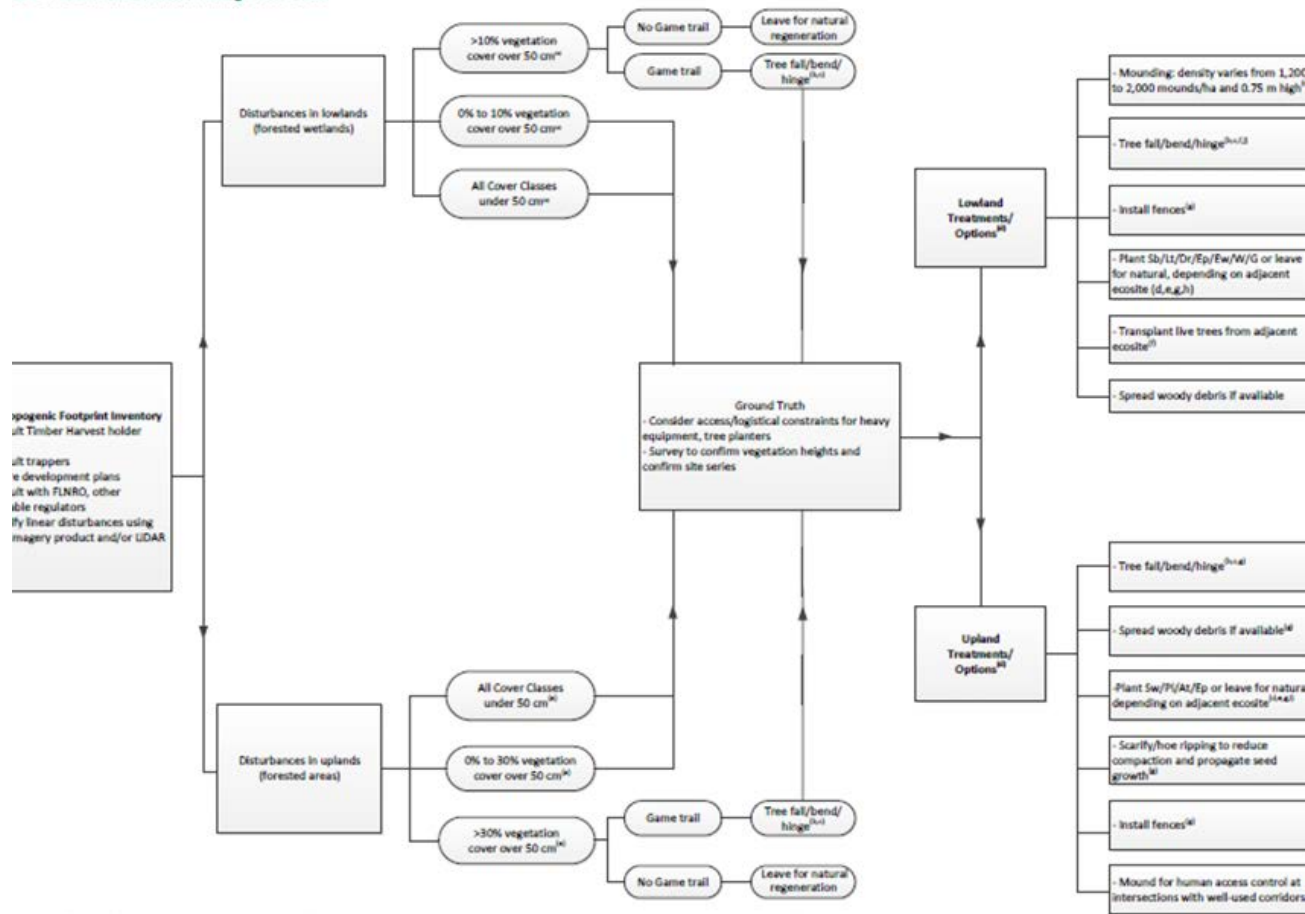 >10% vegetation
cover over 50 cm⁽ᵃ⁾
No Game trail
Leave for natural
regeneration
Game trail
Tree fall/bend/
hinge⁽ᵇ,ᶜ⁾
Disturbances in lowlands
(forested wetlands)
0% to 10% vegetation
cover over 50 cm⁽ᵃ⁾
All Cover Classes
under 50 cm⁽ᵃ⁾
opogenic Footprint Inventory
ult Timber Harvest holder
ult trappers
e development plans
ult with FLNRO, other
able regulators
fy linear disturbances using
magery product and/or LiDAR
Ground Truth
- Consider access/logistical constraints for heavy
equipment, tree planters
- Survey to confirm vegetation heights and
confirm site series
Disturbances in uplands
(forested areas)
All Cover Classes
under 50 cm⁽ᵃ⁾
0% to 30% vegetation
cover over 50 cm⁽ᵃ⁾
>30% vegetation
cover over 50 cm⁽ᵃ⁾
Game trail
Tree fall/bend/
hinge⁽ᵇ,ᶜ⁾
No Game trail
Leave for natural
regeneration
Lowland
Treatments/
Options⁽ᵈ⁾
- Mounding: density varies from 1,200
to 2,000 mounds/ha and 0.75 m high
- Tree fall/bend/hinge
- Install fences⁽ᵍ⁾
- Plant Sb/Lt/Dr/Ep/Ew/W/G or leave
for natural, depending on adjacent
ecosite (d,e,g,h)
- Transplant live trees from adjacent
ecosite⁽ᶠ⁾
- Spread woody debris if available
Upland
Treatments/
Options⁽ᵈ⁾
- Tree fall/bend/hinge
- Spread woody debris if available⁽ᵍ⁾
-Plant Sw/Pl/At/Ep or leave for natura
depending on adjacent ecosite
- Scarify/hoe ripping to reduce
compaction and propagate seed
growth⁽ᵍ⁾
- Install fences⁽ᵍ⁾
- Mound for human access control at
intersections with well-used corridors